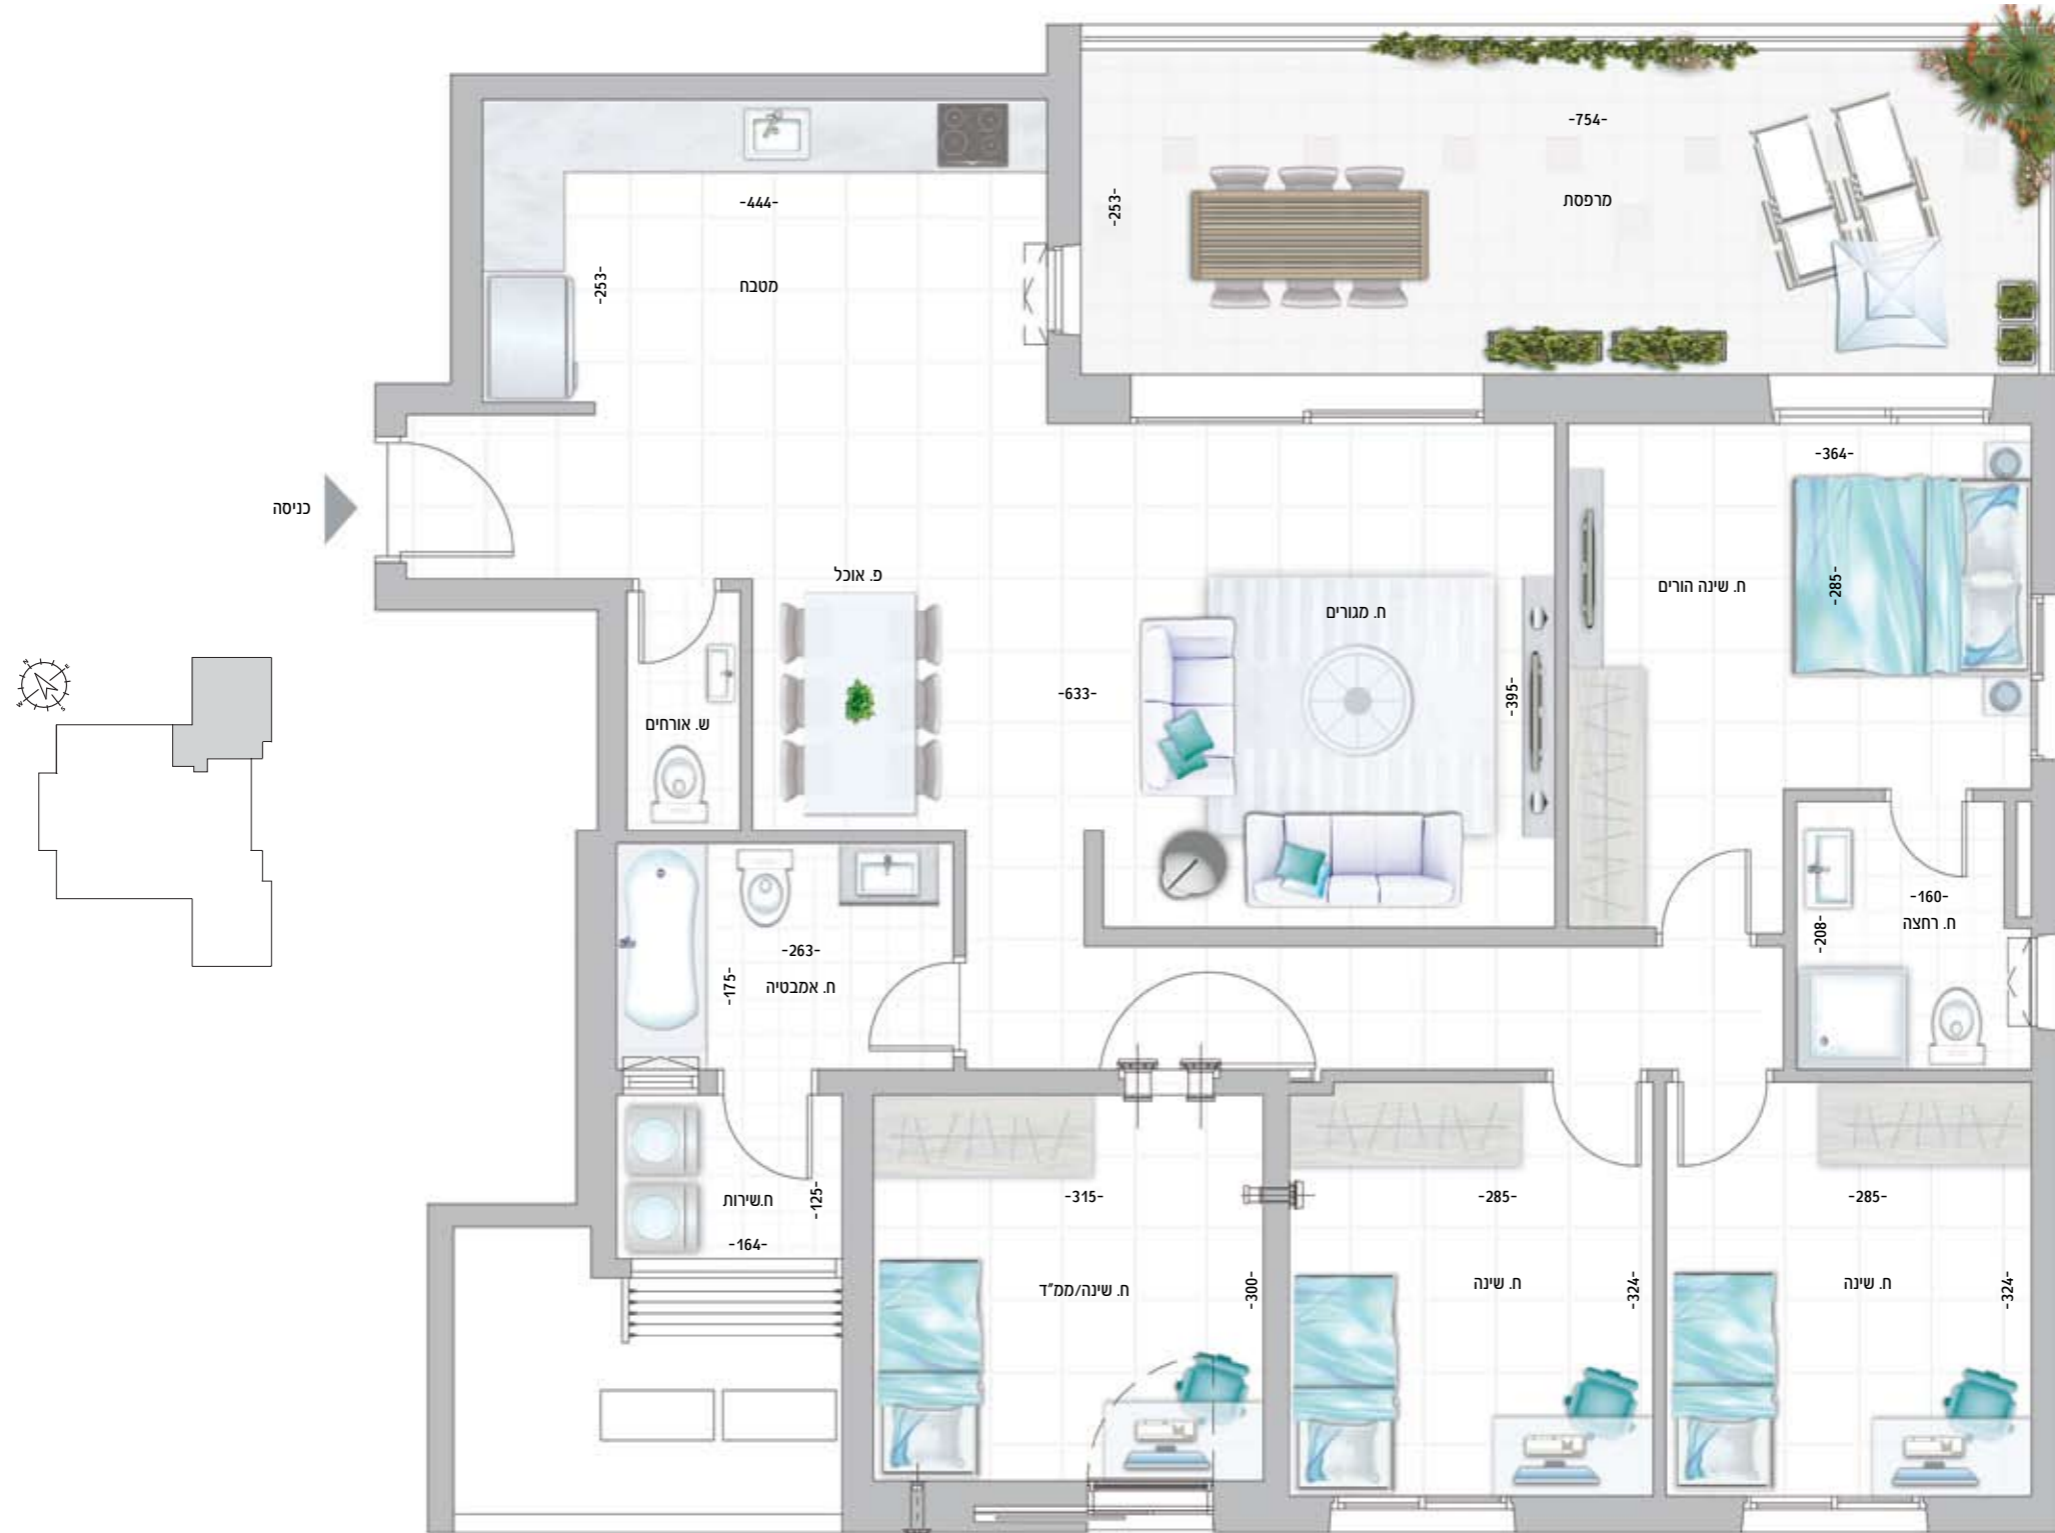 -754-
-253-
מרפסת
-444-
-253-
מטבח
כניסה
-364-
-285-
ח. שינה הורים
פ. אוכל
ח. מגורים
-633-
-395-
ש. אורחים
N
E
W
S
-160-
ח. רחצה
-208-
-263-
-175-
ח. אמבטיה
ח.שירות
-125-
-164-
-315-
-300-
ח. שינה/ממ"ד
-285-
-324-
ח. שינה
-285-
-324-
ח. שינה